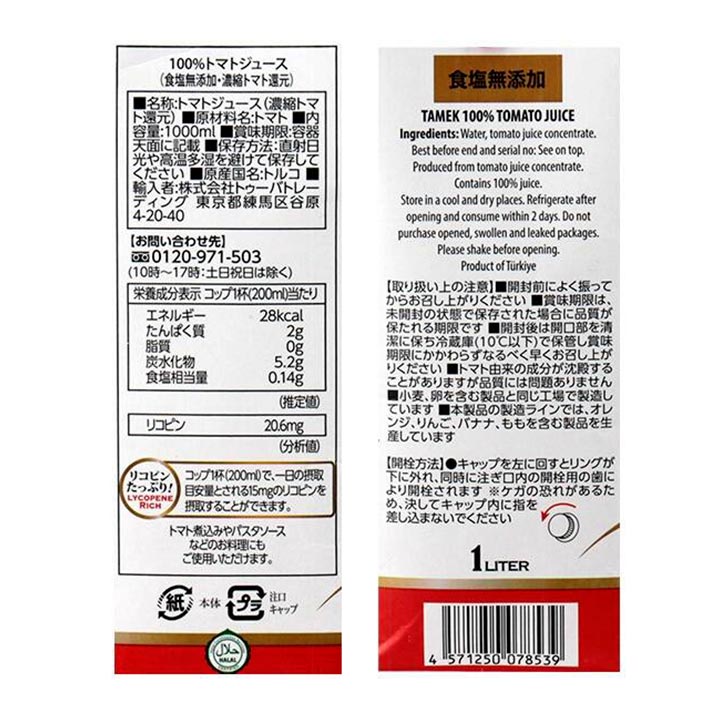 100%トマトジュース
(食塩無添加・濃縮トマト還元)
■名称:トマトジュース(濃縮トマ
ト還元) ■原材料名:トマト ■内
容量:1000ml ■賞味期限:容器
天面に記載 ■保存方法:直射日
光や高温多湿を避けて保存して
ください ■原産国名:トルコ ■
輸入者:株式会社トゥーバトレー
ディング 東京都練馬区谷原
4-20-40
【お問い合わせ先】
0120-971-503
(10時~17時:土日祝日は除く)
栄養成分表示 コップ1杯(200ml)当たり
エネルギー 28kcal
たんぱく質 2g
脂質 0g
炭水化物 5.2g
食塩相当量 0.14g
(推定値)
リコピン 20.6mg
(分析値)
リコピン
たっぷり!
LYCOPENE
RICH
コップ1杯(200ml)で、一日の摂取
目安量とされる15mgのリコピンを
摂取することができます。
トマト煮込みやパスタソース
などのお料理にも
ご使用いただけます。
紙 本体 プラ 注口
キャップ
حلال
HALAL
食塩無添加
TAMEK 100% TOMATO JUICE
Ingredients: Water, tomato juice concentrate.
Best before end and serial no: See on top.
Produced from tomato juice concentrate.
Contains 100% juice.
Store in a cool and dry places. Refrigerate after
opening and consume within 2 days. Do not
purchase opened, swollen and leaked packages.
Please shake before opening.
Product of Türkiye
【取り扱い上の注意】■開封前によく振って
からお召し上がりください ■賞味期限は、
未開封の状態で保存された場合に品質が
保たれる期限です ■開封後は開口部を清
潔に保ち冷蔵庫(10℃以下)で保管し賞味
期限にかかわらずなるべく早くお召し上が
りください ■トマト由来の成分が沈殿する
ことがありますが品質には問題ありません
■小麦、卵を含む製品と同じ工場で製造し
ています ■本製品の製造ラインでは、オレ
ンジ、りんご、バナナ、ももを含む製品を生
産しています
【開栓方法】●キャップを左に回すとリングが
下に外れ、同時に注ぎ口内の開栓用の歯に
より開栓されます ※ケガの恐れがあるた
め、決してキャップ内に指を
差し込まないでください
1 LITER
4 571250 078539